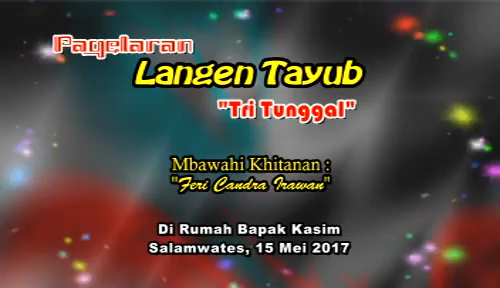 Pagelaran
Langen Tayub
"Tri Tunggal"
Mbawahi Khitanan :
"Feri Candra Irawan"
Di Rumah Bapak Kasim
Salamwates, 15 Mei 2017